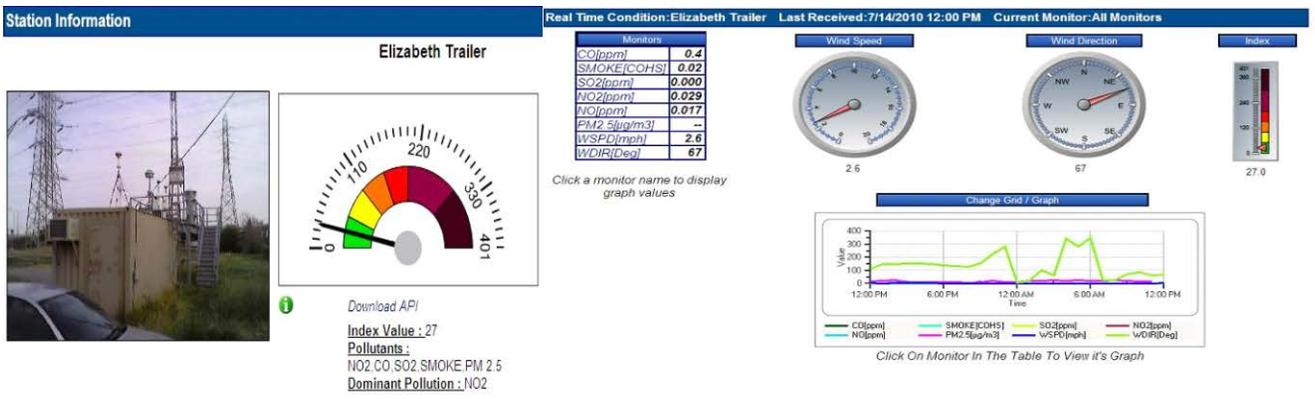 Station Information
Elizabeth Trailer
0
110
220
330
401
Download API
Index Value : 27
Pollutants :
NO2,CO,SO2,SMOKE,PM 2.5
Dominant Pollution : NO2
Real Time Condition:Elizabeth Trailer Last Received:7/14/2010 12:00 PM Current Monitor:All Monitors
Monitors
CO[ppm] 0.4
SMOKE[COHS] 0.02
SO2[ppm] 0.000
NO2[ppm] 0.029
NO[ppm] 0.017
PM2.5[µg/m3] --
WSPD[mph] 2.6
WDIR[Deg] 67
Click a monitor name to display
graph values
Wind Speed
2.6
Wind Direction
N
NW NE
W E
SW SE
S
67
Index
401
360
240
120
0
27.0
Change Grid / Graph
Value
400
300
200
100
0
12:00 PM 6:00 PM 12:00 AM 6:00 AM 12:00 PM
Time
CO[ppm] SMOKE[COHS] SO2[ppm] NO2[ppm]
NO[ppm] PM2.5[µg/m3] WSPD[mph] WDIR[Deg]
Click On Monitor In The Table To View it's Graph